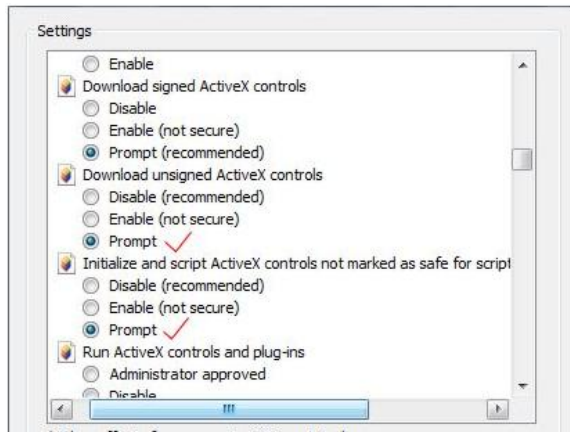 Settings
Enable
Download signed ActiveX controls
Disable
Enable (not secure)
Prompt (recommended)
Download unsigned ActiveX controls
Disable (recommended)
Enable (not secure)
Prompt
Initialize and script ActiveX controls not marked as safe for script
Disable (recommended)
Enable (not secure)
Prompt
Run ActiveX controls and plug-ins
Administrator approved
Disable